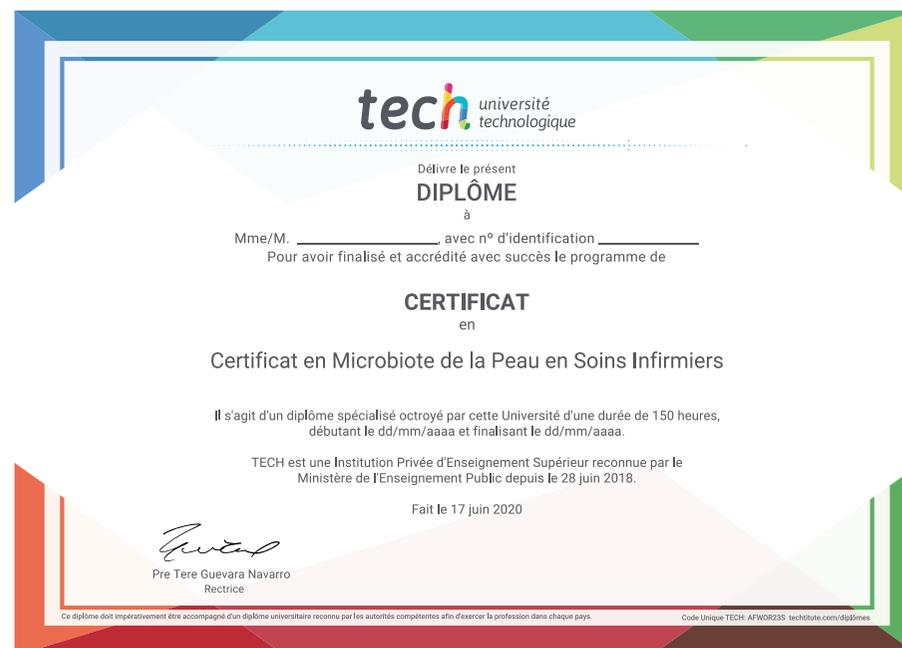 tech université
technologique
Délivre le présent
DIPLÔME
à
Mme/M. ____________________, avec nº d'identification ______________
Pour avoir finalisé et accrédité avec succès le programme de
CERTIFICAT
en
Certificat en Microbiote de la Peau en Soins Infirmiers
Il s'agit d'un diplôme spécialisé octroyé par cette Université d'une durée de 150 heures,
débutant le dd/mm/aaaa et finalisant le dd/mm/aaaa.
TECH est une Institution Privée d'Enseignement Supérieur reconnue par le
Ministère de l'Enseignement Public depuis le 28 juin 2018.
Fait le 17 juin 2020
Pre Tere Guevara Navarro
Rectrice
Ce diplôme doit impérativement être accompagné d'un diplôme universitaire reconnu par les autorités compétentes afin d'exercer la profession dans chaque pays.
Code Unique TECH: AFWOR23S techtitute.com/diplômes